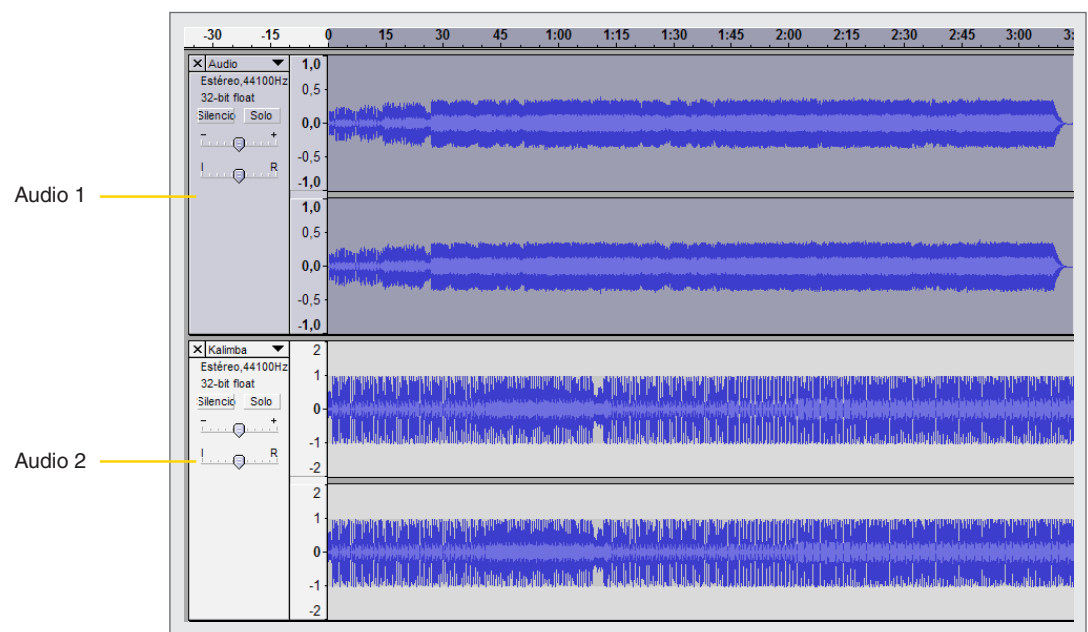 -30 -15 0 15 30 45 1:00 1:15 1:30 1:45 2:00 2:15 2:30 2:45 3:00 3:
X Audio
Estéreo,44100Hz
32-bit float
Silencio Solo
- +
I R
1,0
0,5
0,0
-0,5
-1,0
1,0
0,5
0,0
-0,5
-1,0
Audio 1
X Kalimba
Estéreo,44100Hz
32-bit float
Silencio Solo
- +
I R
2
1
0
-1
-2
2
1
0
-1
-2
Audio 2